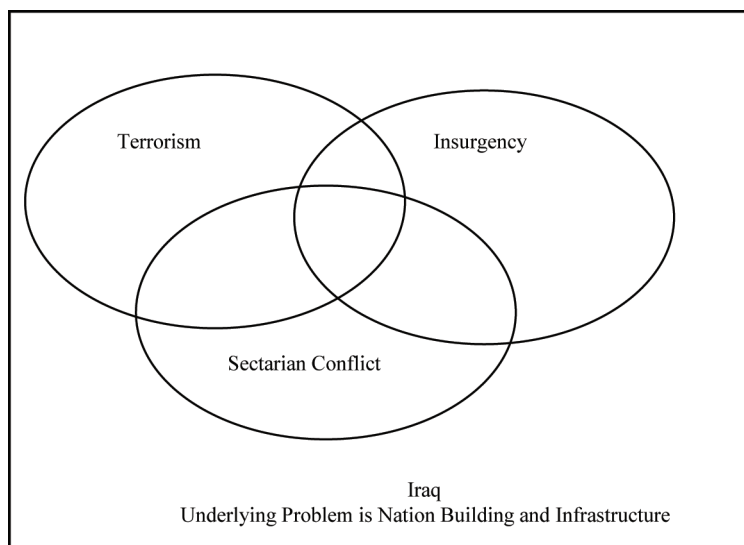 Terrorism
Insurgency
Sectarian Conflict
Iraq
Underlying Problem is Nation Building and Infrastructure